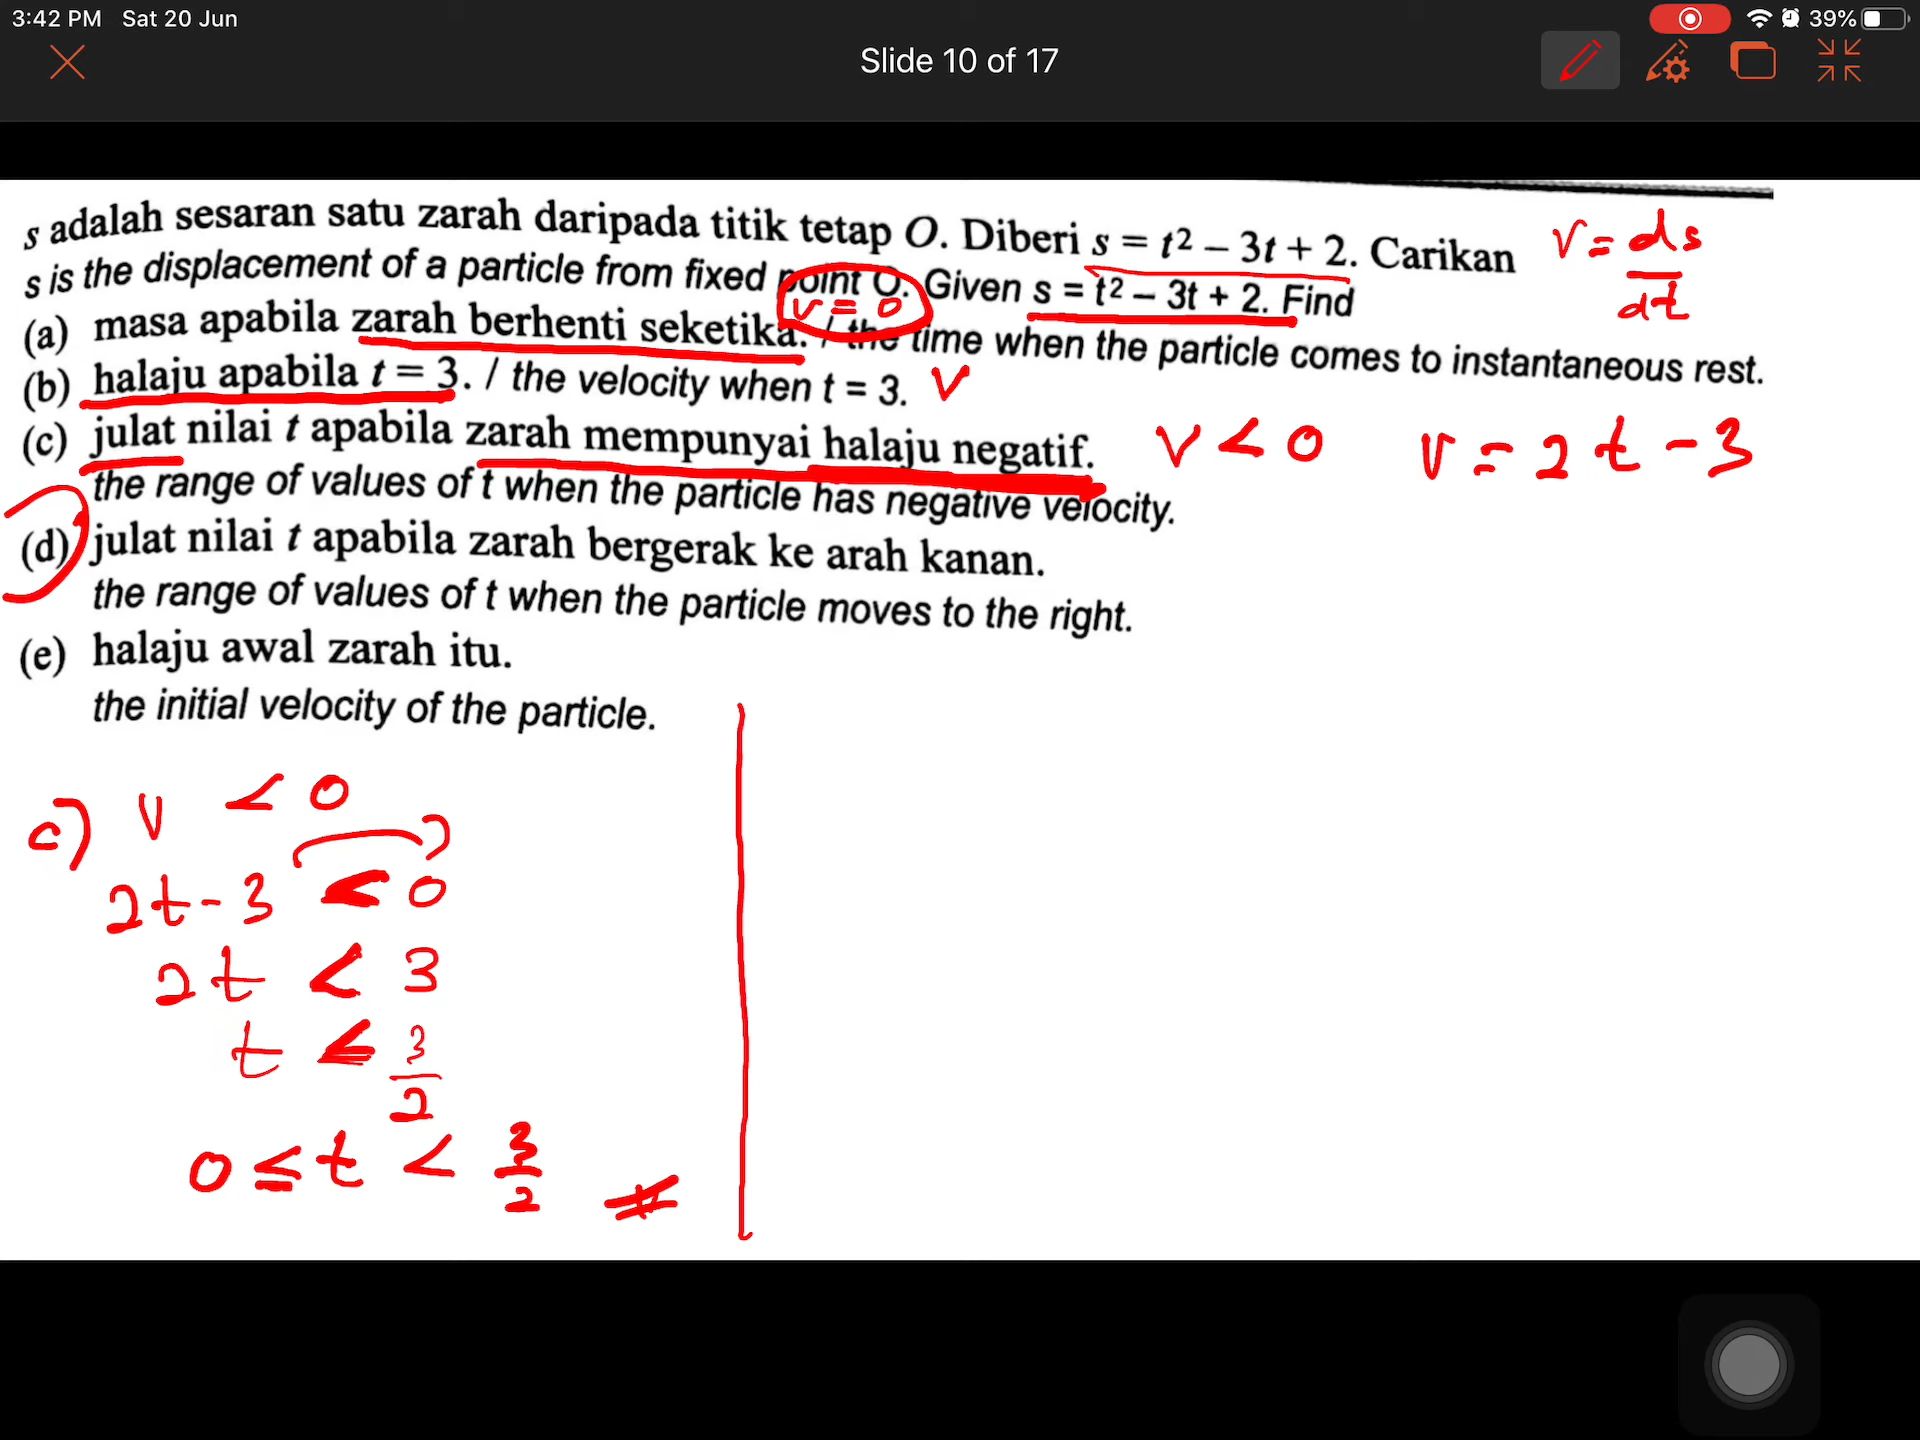 3:42 PM Sat 20 Jun
39%
Slide 10 of 17
s adalah sesaran satu zarah daripada titik tetap O. Diberi s = t² – 3t + 2. Carikan
s is the displacement of a particle from fixed point O. Given s = t² – 3t + 2. Find
v = ds/dt
v = 0
(a) masa apabila zarah berhenti seketika. / the time when the particle comes to instantaneous rest.
(b) halaju apabila t = 3. / the velocity when t = 3. v
(c) julat nilai t apabila zarah mempunyai halaju negatif. v < 0 v = 2t - 3
the range of values of t when the particle has negative velocity.
(d) julat nilai t apabila zarah bergerak ke arah kanan.
the range of values of t when the particle moves to the right.
(e) halaju awal zarah itu.
the initial velocity of the particle.
c) v < 0
2t - 3 < 0
2t < 3
t < 3/2
0 ≤ t < 3/2 #